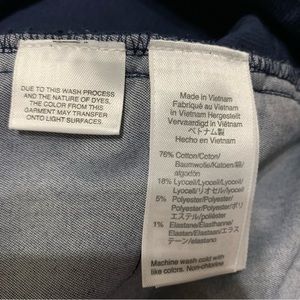 DUE TO THIS WASH PROCESS
AND THE NATURE OF DYES,
THE COLOR FROM THIS
GARMENT MAY TRANSFER
ONTO LIGHT SURFACES.
Made in Vietnam
Fabriqué au Vietnam
in Vietnam Hergestellt
Vervaardigd in Vietnam
ベトナム製
Hecho en Vietnam
76% Cotton/Coton/
Baumwolle/Katoen/綿/
algodón
18% Lyocell/Lyocell/Lyocell/
Lyocell/リオセル/lyocell
5% Polyester/Polyester/
Polyester/Polyester/ポリ
エステル/poliéster
1% Elastane/Elasthanne/
Elastan/Elastaan/エラス
テーン/elastano
Machine wash cold with
like colors. Non-chlorine